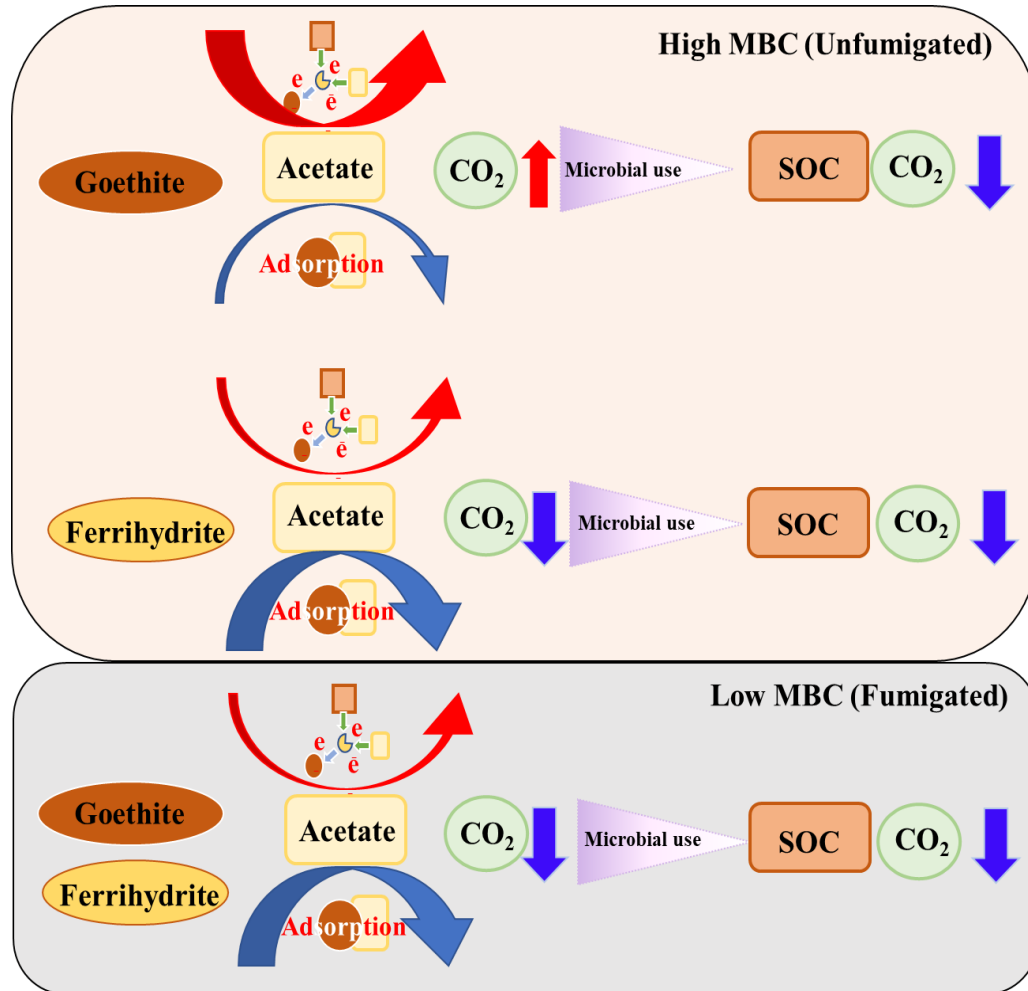 High MBC (Unfumigated)
e
e
ē
Goethite
Acetate
CO₂
Microbial use
SOC
CO₂
Adsorption
e
e
ē
Ferrihydrite
Acetate
CO₂
Microbial use
SOC
CO₂
Adsorption
Low MBC (Fumigated)
e
e
ē
Goethite
Ferrihydrite
Acetate
CO₂
Microbial use
SOC
CO₂
Adsorption